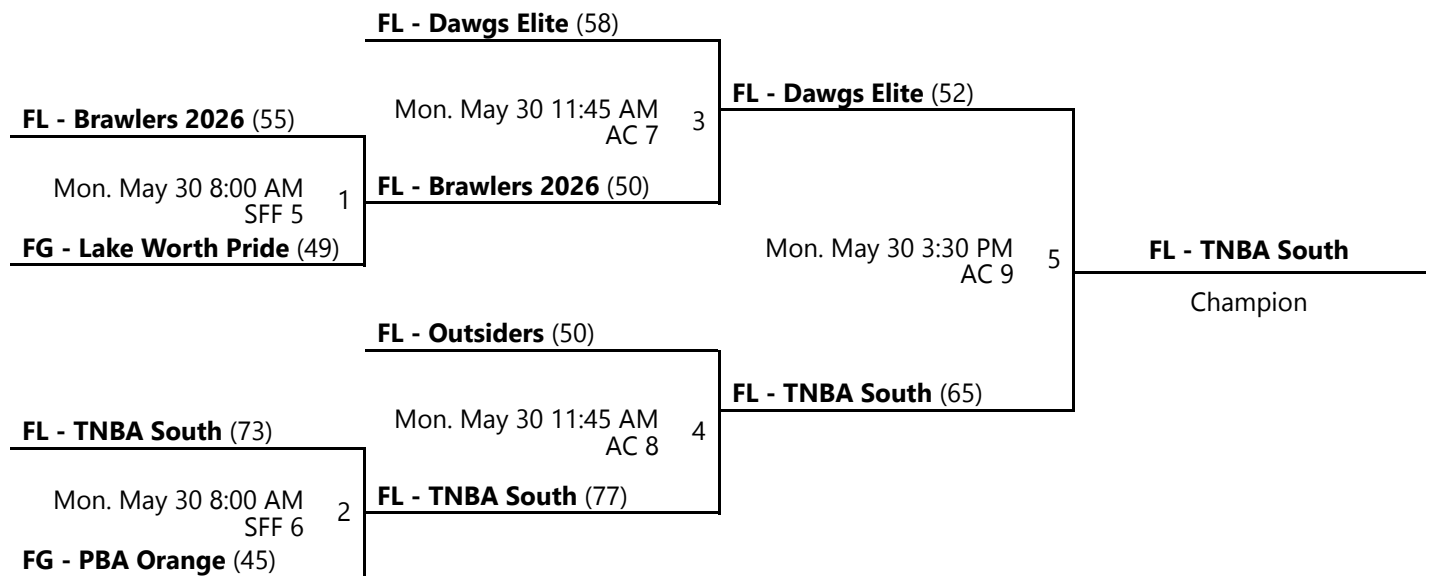 FL - Dawgs Elite (58)
Mon. May 30 11:45 AM
AC 7
3
FL - Dawgs Elite (52)
FL - Brawlers 2026 (55)
Mon. May 30 8:00 AM
SFF 5
1
FL - Brawlers 2026 (50)
FG - Lake Worth Pride (49)
Mon. May 30 3:30 PM
AC 9
5
FL - TNBA South
Champion
FL - Outsiders (50)
Mon. May 30 11:45 AM
AC 8
4
FL - TNBA South (65)
FL - TNBA South (73)
Mon. May 30 8:00 AM
SFF 6
2
FL - TNBA South (77)
FG - PBA Orange (45)